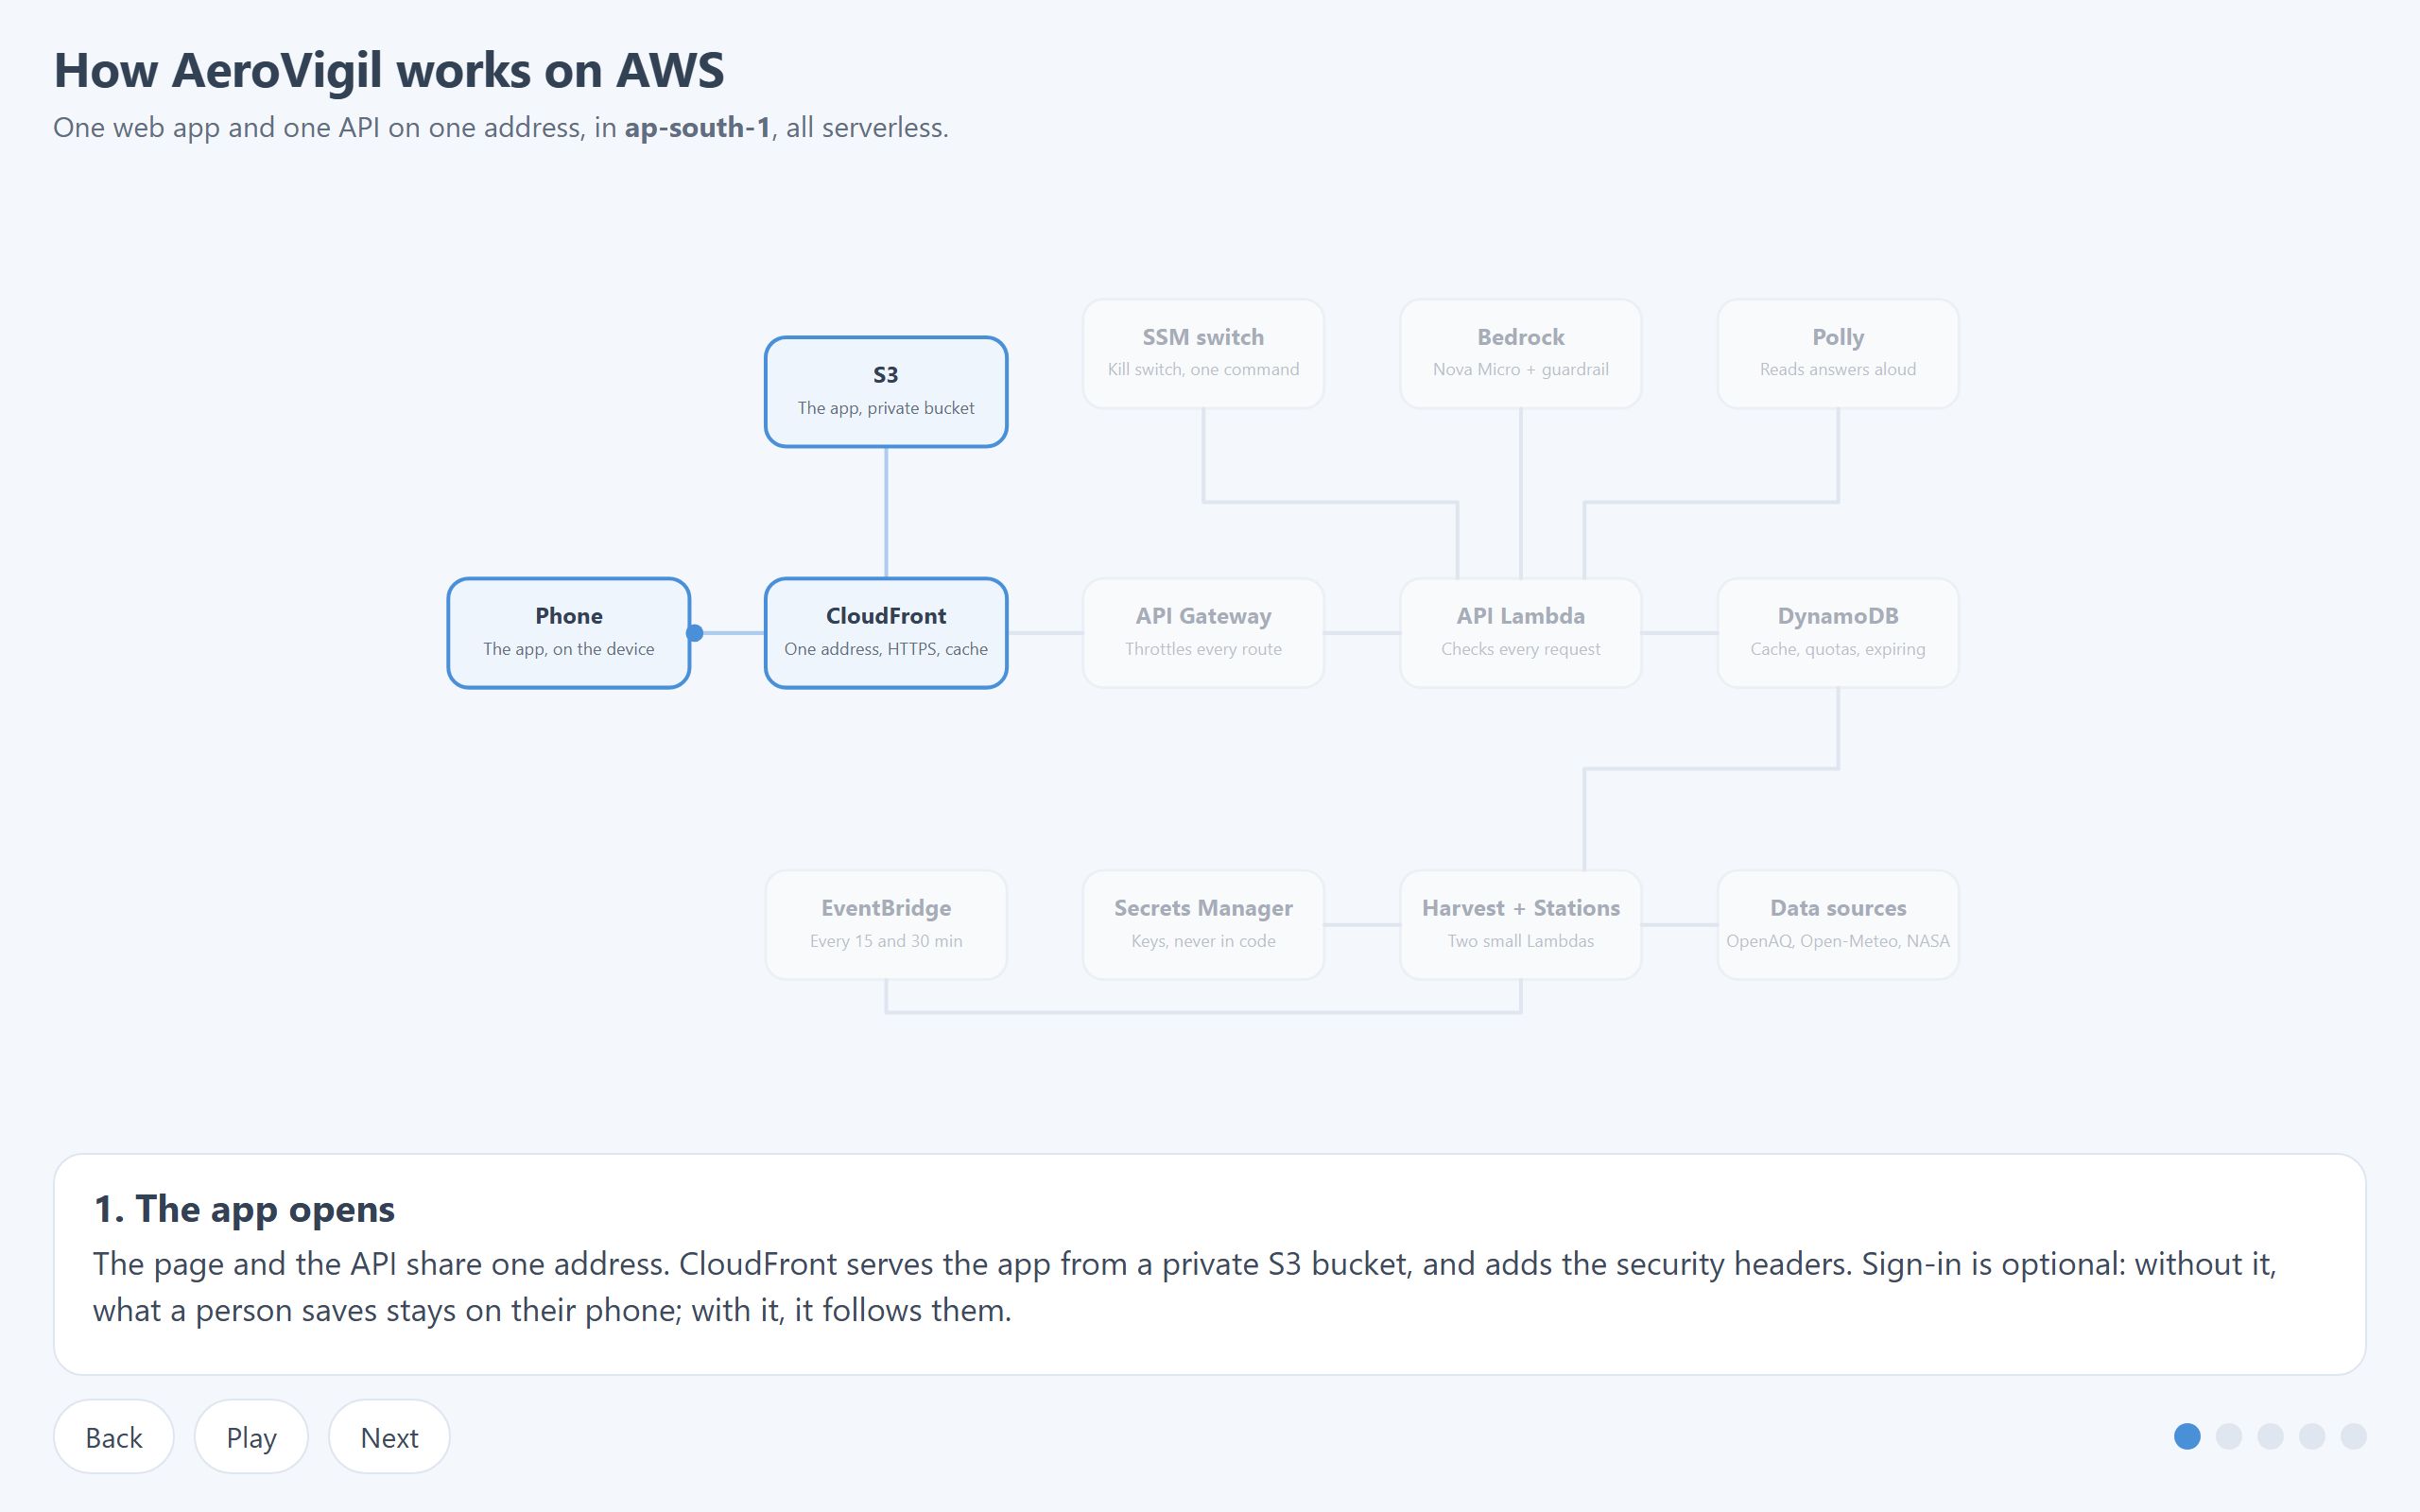 How AeroVigil works on AWS
One web app and one API on one address, in ap-south-1, all serverless.
SSM switch
Kill switch, one command
Bedrock
Nova Micro + guardrail
Polly
Reads answers aloud
S3
The app, private bucket
Phone
The app, on the device
CloudFront
One address, HTTPS, cache
API Gateway
Throttles every route
API Lambda
Checks every request
DynamoDB
Cache, quotas, expiring
EventBridge
Every 15 and 30 min
Secrets Manager
Keys, never in code
Harvest + Stations
Two small Lambdas
Data sources
OpenAQ, Open-Meteo, NASA
1. The app opens
The page and the API share one address. CloudFront serves the app from a private S3 bucket, and adds the security headers. Sign-in is optional: without it,
what a person saves stays on their phone; with it, it follows them.
Back
Play
Next